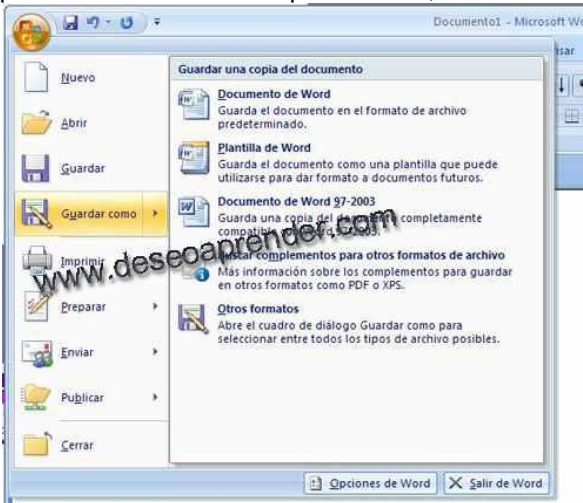 Documento1 - Microsoft W
Nuevo
Abrir
Guardar
Guardar como
Imprimir
Preparar
Enviar
Publicar
Cerrar
Guardar una copia del documento
Documento de Word
Guarda el documento en el formato de archivo
predeterminado.
Plantilla de Word
Guarda el documento como una plantilla que puede
utilizarse para dar formato a documentos futuros.
Documento de Word 97-2003
Guarda una copia del documento completamente
compatible con Word 97-2003.
Buscar complementos para otros formatos de archivo
Más información sobre los complementos para guardar
en otros formatos como PDF o XPS.
Otros formatos
Abre el cuadro de diálogo Guardar como para
seleccionar entre todos los tipos de archivo posibles.
www.deseoaprender.com
Opciones de Word
Salir de Word